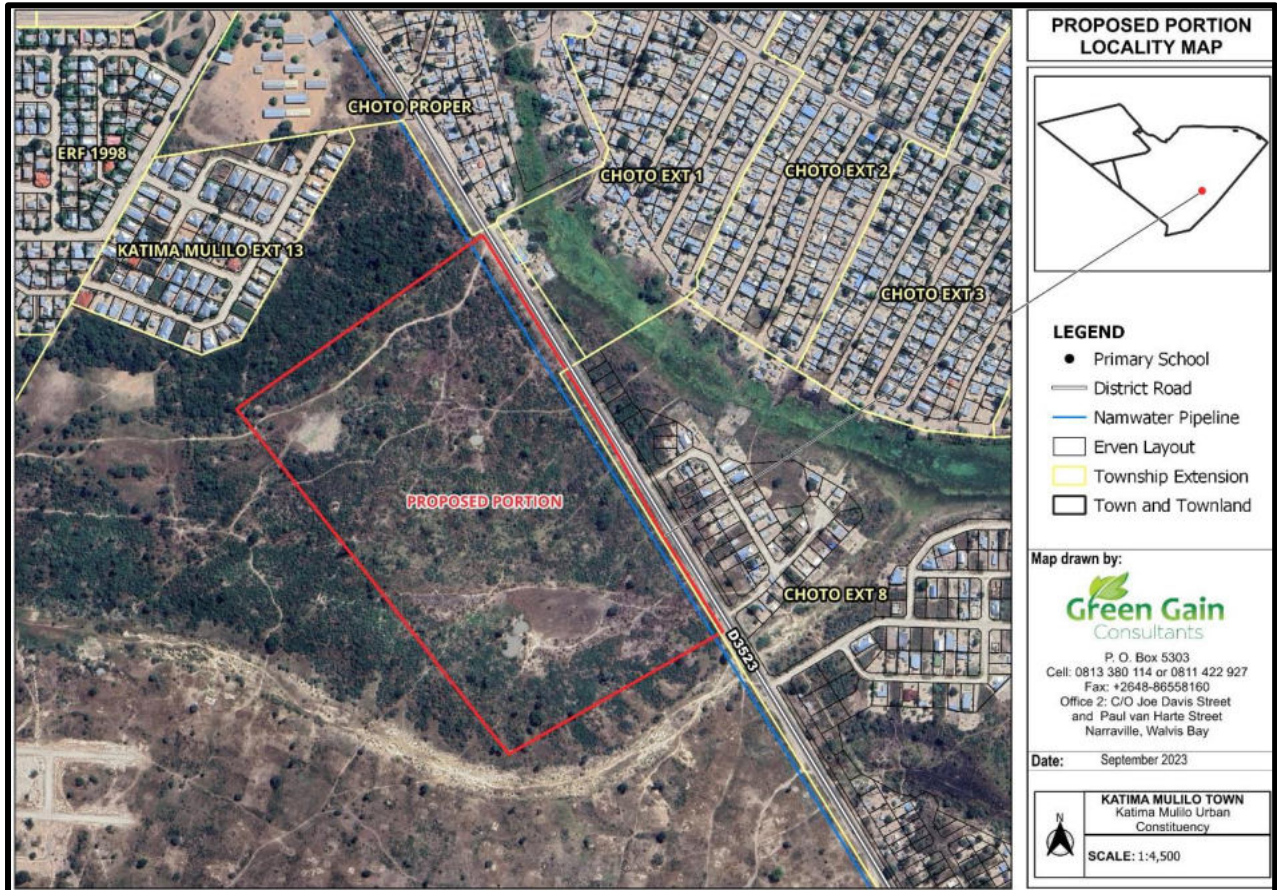 CHOTO PROPER
ERF 1998
CHOTO EXT 1
CHOTO EXT 2
KATIMA MULILO EXT 13
CHOTO EXT 3
PROPOSED PORTION
CHOTO EXT 8
D3523
PROPOSED PORTION
LOCALITY MAP
LEGEND
Primary School
District Road
Namwater Pipeline
Erven Layout
Township Extension
Town and Townland
Map drawn by:
Green Gain
Consultants
P. O. Box 5303
Cell: 0813 380 114 or 0811 422 927
Fax: +2648-86558160
Office 2: C/O Joe Davis Street
and Paul van Harte Street
Narraville, Walvis Bay
Date: September 2023
N
KATIMA MULILO TOWN
Katima Mulilo Urban
Constituency
SCALE: 1:4,500